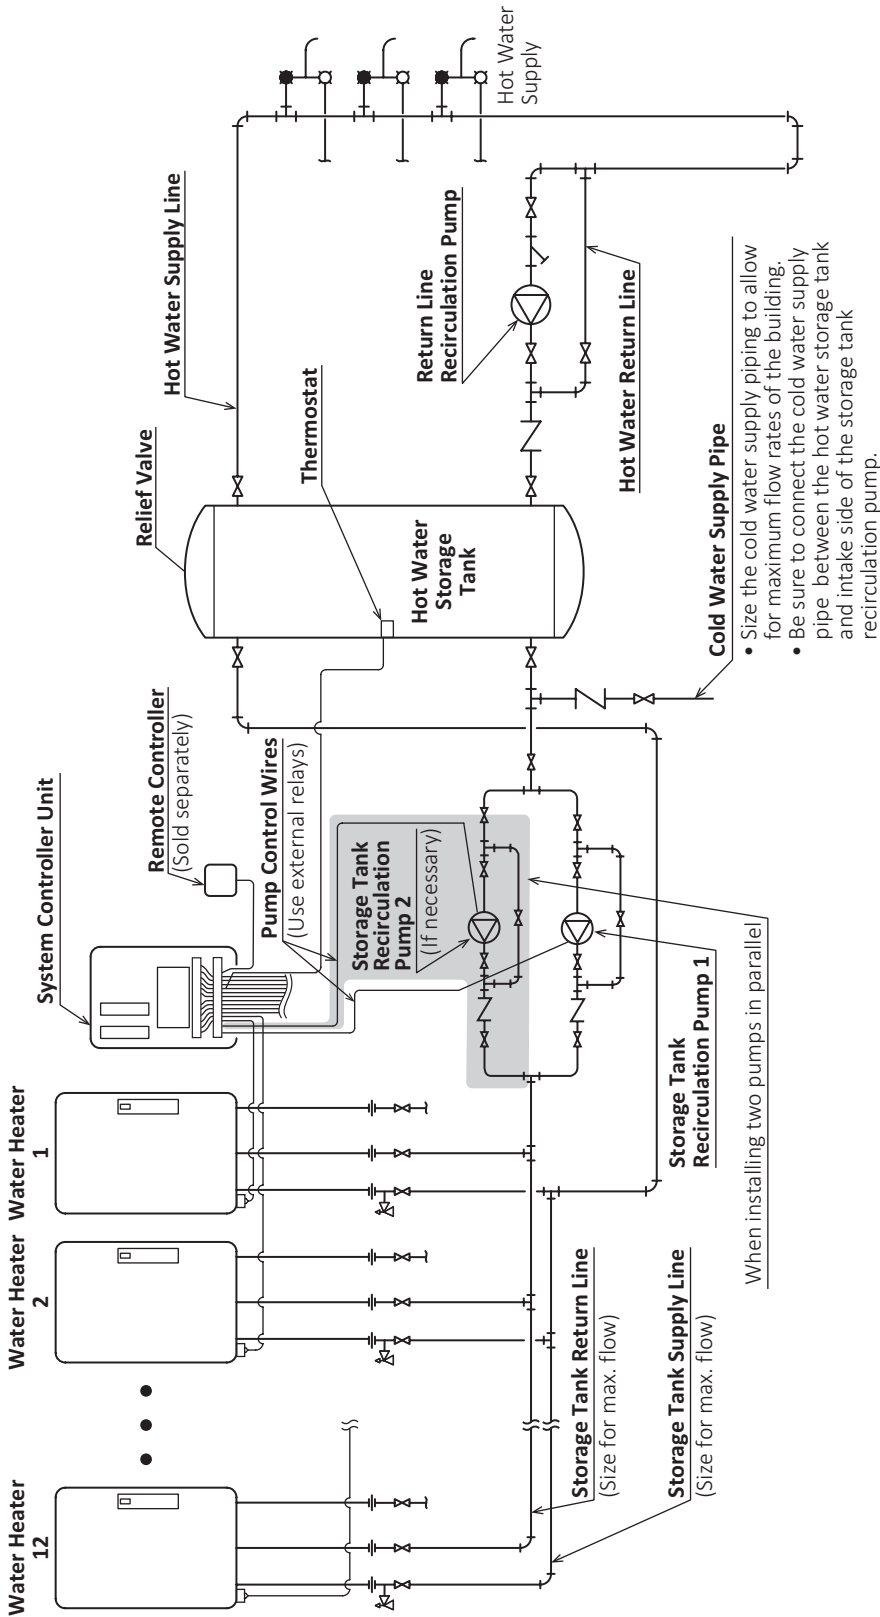 Water Heater
12
Water Heater
2
Water Heater
1
System Controller Unit
Remote Controller
(Sold separately)
Pump Control Wires
(Use external relays)
Storage Tank
Recirculation
Pump 2
(If necessary)
Relief Valve
Hot Water Supply Line
Thermostat
Hot Water
Storage
Tank
Return Line
Recirculation Pump
Hot Water
Supply
Hot Water Return Line
Cold Water Supply Pipe
• Size the cold water supply piping to allow
for maximum flow rates of the building.
• Be sure to connect the cold water supply
pipe between the hot water storage tank
and intake side of the storage tank
recirculation pump.
Storage Tank
Recirculation Pump 1
When installing two pumps in parallel
Storage Tank Return Line
(Size for max. flow)
Storage Tank Supply Line
(Size for max. flow)